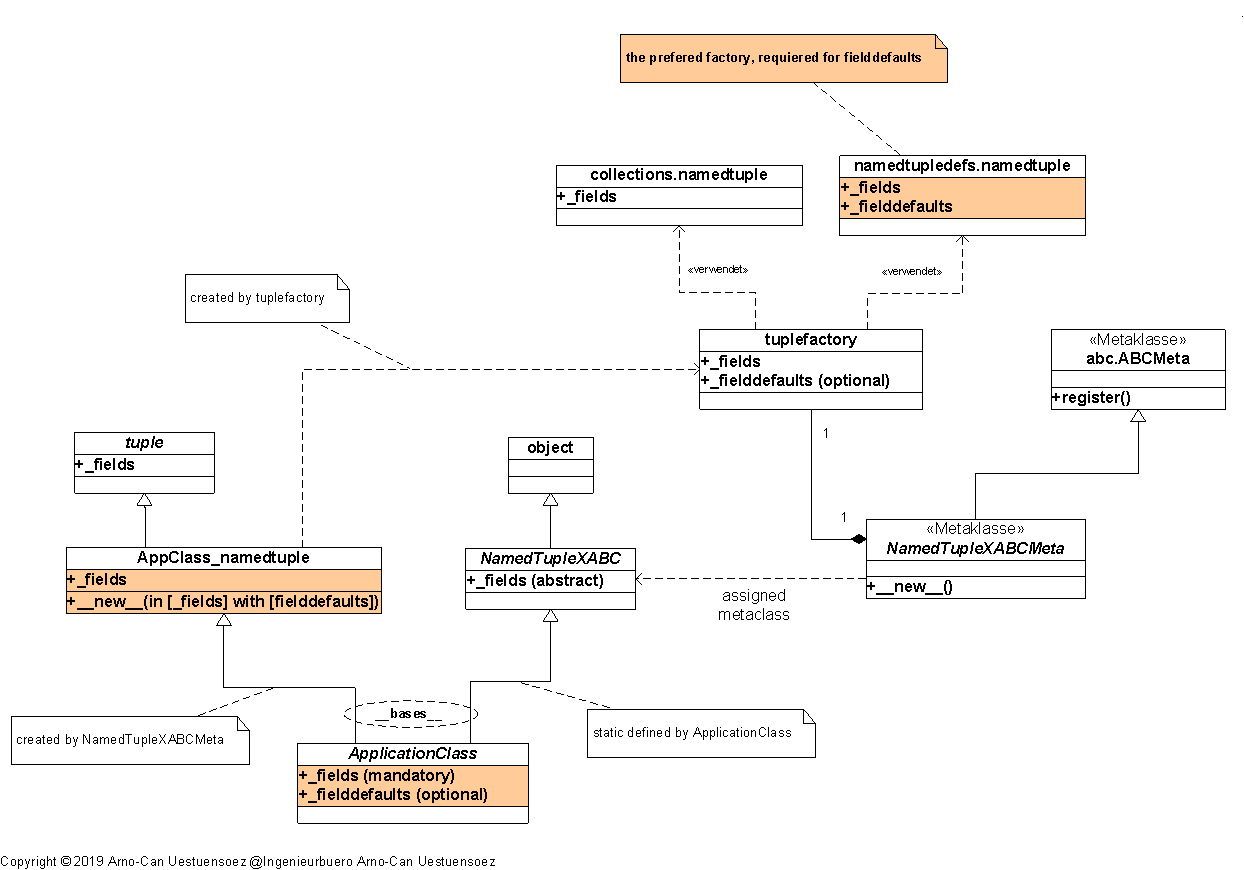 the prefered factory, requiered for fielddefaults
namedtupledefs.namedtuple
+_fields
+_fielddefaults
collections.namedtuple
+_fields
«verwendet»
«verwendet»
created by tuplefactory
tuplefactory
+_fields
+_fielddefaults (optional)
«Metaklasse»
abc.ABCMeta
+register()
1
tuple
+_fields
object
1
«Metaklasse»
NamedTupleXABCMeta
+__new__()
AppClass_namedtuple
+_fields
+__new__(in [_fields] with [fielddefaults])
NamedTupleXABC
+_fields (abstract)
assigned
metaclass
__bases__
created by NamedTupleXABCMeta
static defined by ApplicationClass
ApplicationClass
+_fields (mandatory)
+_fielddefaults (optional)
Copyright ©2019 Arno-Can Uestuensoez @Ingenieurbuero Arno-Can Uestuensoez